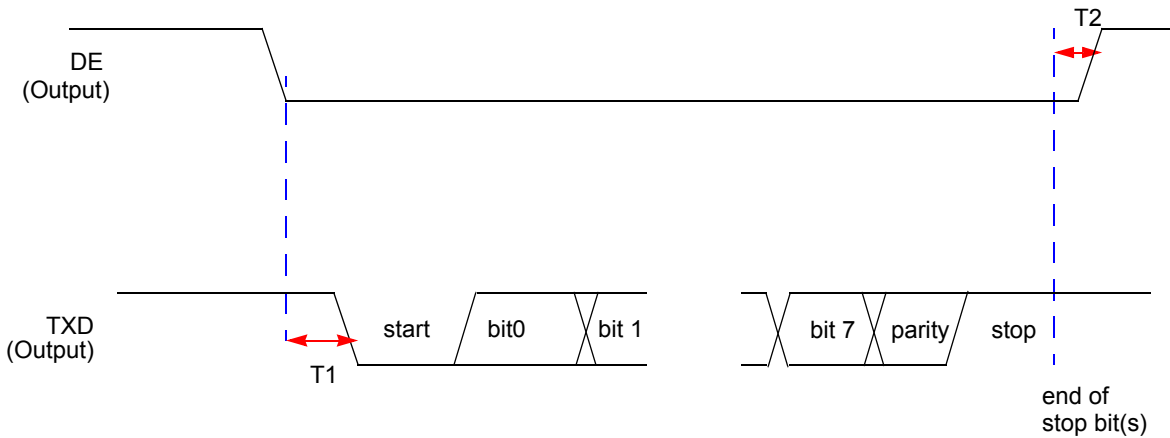 T2
DE
(Output)
TXD
(Output)
start
bit0
bit 1
bit 7
parity
stop
T1
end of
stop bit(s)